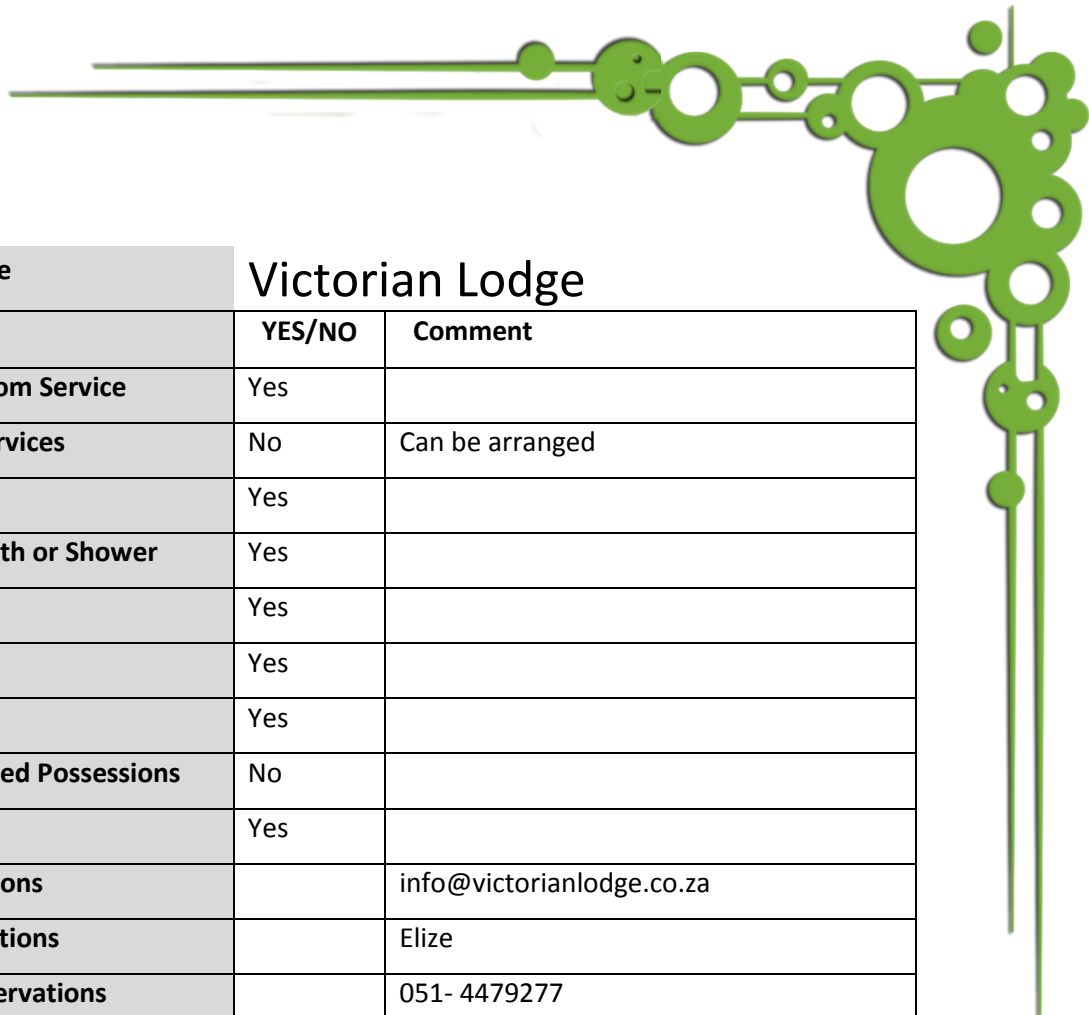 e Victorian Lodge
YES/NO Comment
om Service Yes
rvices No Can be arranged
Yes
th or Shower Yes
Yes
Yes
Yes
ed Possessions No
Yes
ons info@victorianlodge.co.za
tions Elize
ervations 051- 4479277